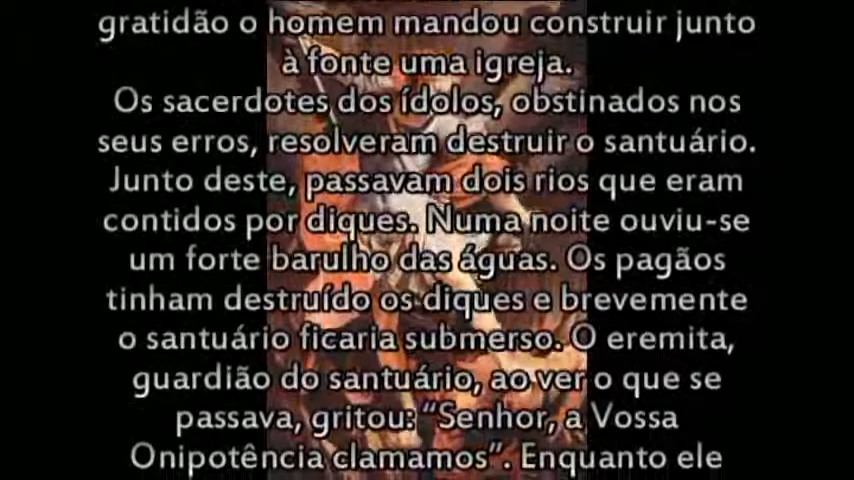 gratidão o homem mandou construir junto
à fonte uma igreja.
Os sacerdotes dos ídolos, obstinados nos
seus erros, resolveram destruir o santuário.
Junto deste, passavam dois rios que eram
contidos por diques. Numa noite ouviu-se
um forte barulho das águas. Os pagãos
tinham destruído os diques e brevemente
o santuário ficaria submerso. O eremita,
guardião do santuário, ao ver o que se
passava, gritou: “Senhor, a Vossa
Onipotência clamamos”. Enquanto ele